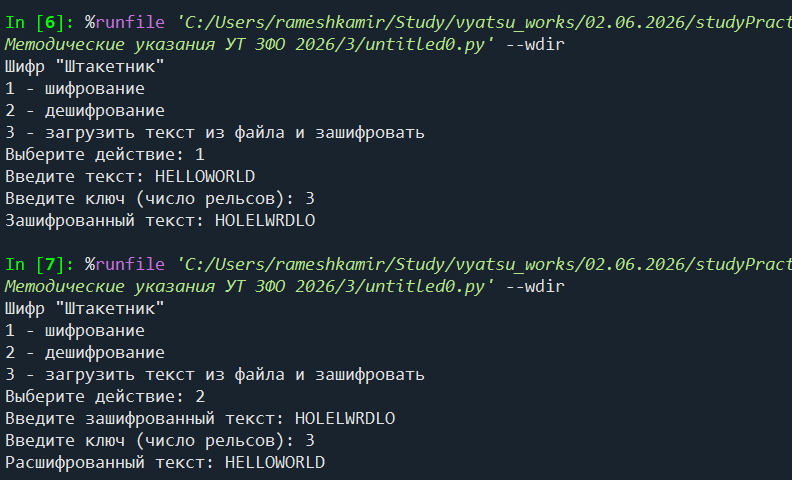 In [6]: %runfile 'C:/Users/rameshkamir/Study/vyatsu_works/02.06.2026/studyPract
Методические указания УТ ЗФО 2026/3/untitled0.py' --wdir
Шифр "Штакетник"
1 - шифрование
2 - дешифрование
3 - загрузить текст из файла и зашифровать
Выберите действие: 1
Введите текст: HELLOWORLD
Введите ключ (число рельсов): 3
Зашифрованный текст: HOLELWRDLO
In [7]: %runfile 'C:/Users/rameshkamir/Study/vyatsu_works/02.06.2026/studyPract
Методические указания УТ ЗФО 2026/3/untitled0.py' --wdir
Шифр "Штакетник"
1 - шифрование
2 - дешифрование
3 - загрузить текст из файла и зашифровать
Выберите действие: 2
Введите зашифрованный текст: HOLELWRDLO
Введите ключ (число рельсов): 3
Расшифрованный текст: HELLOWORLD